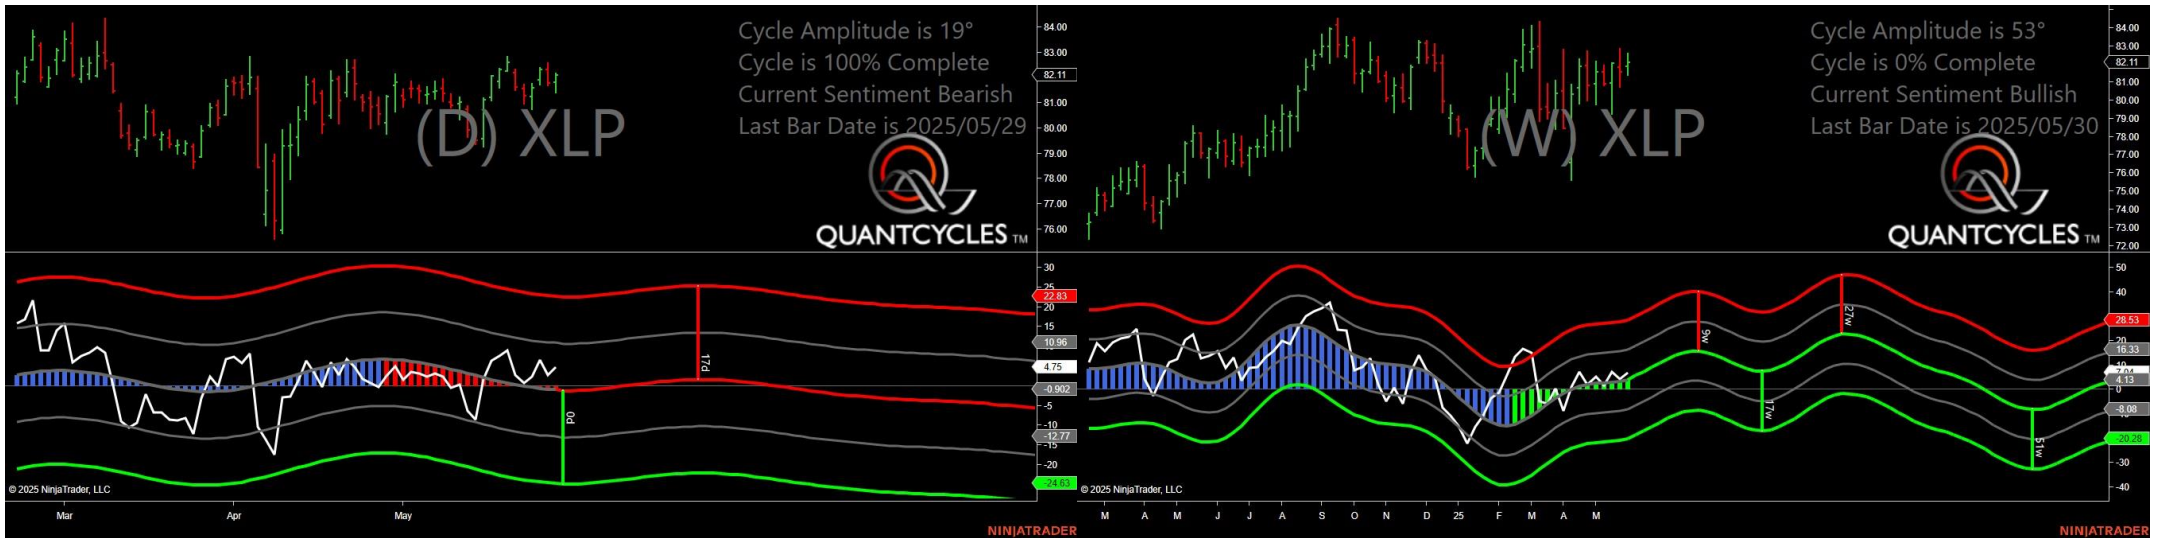 Cycle Amplitude is 19°
Cycle is 100% Complete
Current Sentiment Bearish
Last Bar Date is 2025/05/29
(D) XLP
QUANTCYCLES TM
84.00
83.00
82.11
81.00
80.00
79.00
78.00
77.00
76.00
30
25
22.83
20
15
10.96
4.75
-0.902
-5
-10
-12.77
-15
-20
-24.63
17d
0d
© 2025 NinjaTrader, LLC
Mar
Apr
May
NINJATRADER
Cycle Amplitude is 53°
Cycle is 0% Complete
Current Sentiment Bullish
Last Bar Date is 2025/05/30
(W) XLP
QUANTCYCLES TM
84.00
83.00
82.11
81.00
80.00
79.00
78.00
77.00
76.00
75.00
74.00
73.00
72.00
50
40
28.53
20
16.33
7.04
4.13
0
-8.08
-20.28
-30
-40
9w
17w
27w
51w
© 2025 NinjaTrader, LLC
M A M J J A S O N D 25 F M A M
NINJATRADER